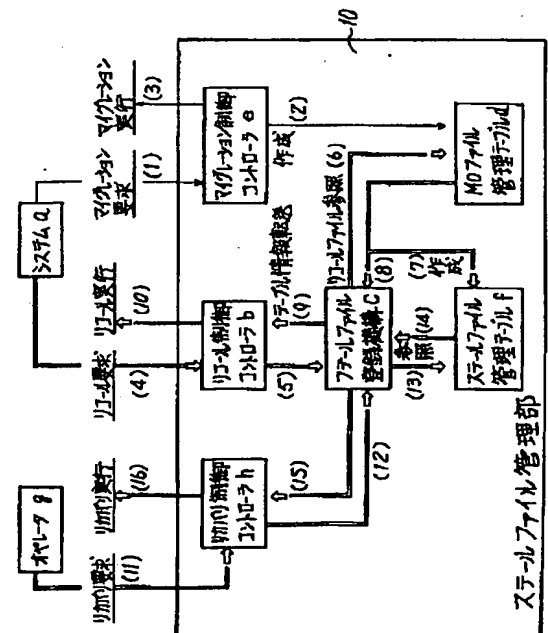 オペレータ g
システム a
リカバリ要求
(11)
リカバリ実行
(16)
リコール要求
(4)
リコール実行
(10)
マイグレーション
要求
(1)
マイグレーション
実行
(3)
10
リカバリ制御
コントローラ h
リコール制御
コントローラ b
マイグレーション制御
コントローラ e
(15)
(12)
(5)
テーブル情報転送
(9)
作成
(2)
リコールファイル参照 (6)
ステールファイル
登録機構 C
(8)
(7) 作成
(13)
参照
(14)
ステールファイル
管理テーブル f
MOファイル
管理テーブル d
ステールファイル管理部